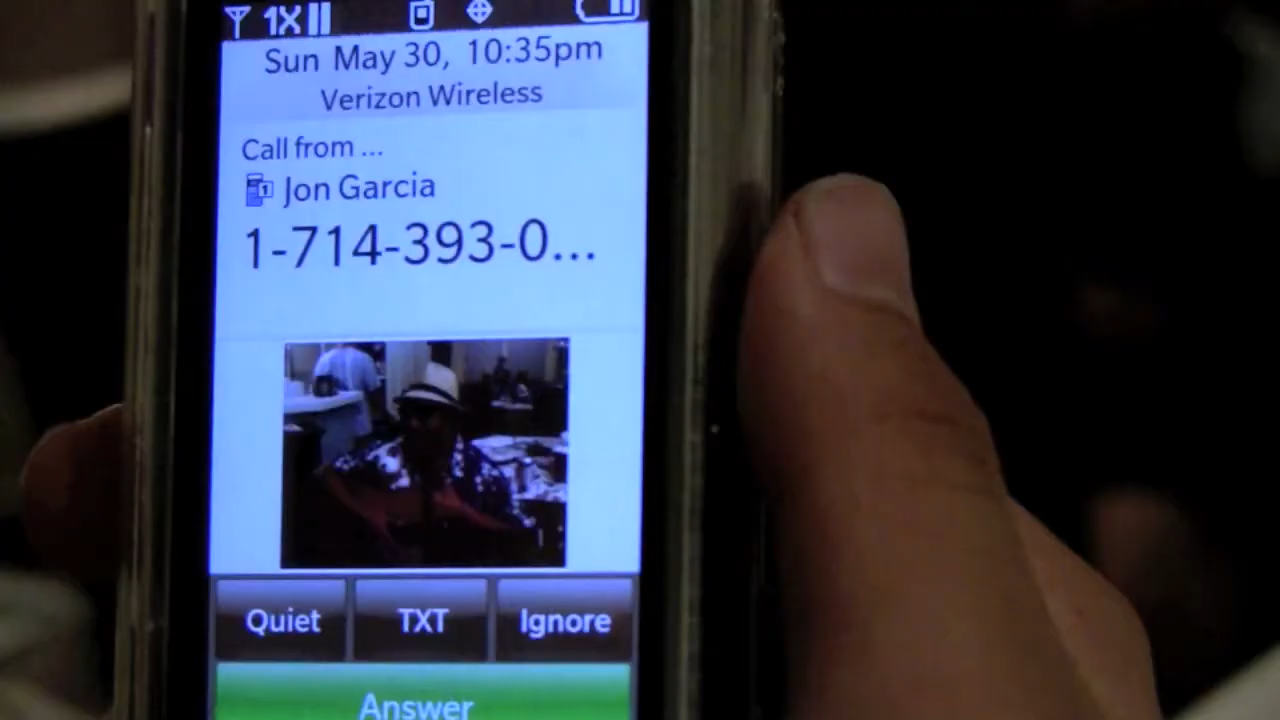 1X
Sun May 30, 10:35pm
Verizon Wireless
Call from ...
1 Jon Garcia
1-714-393-0...
Quiet TXT Ignore
Answer